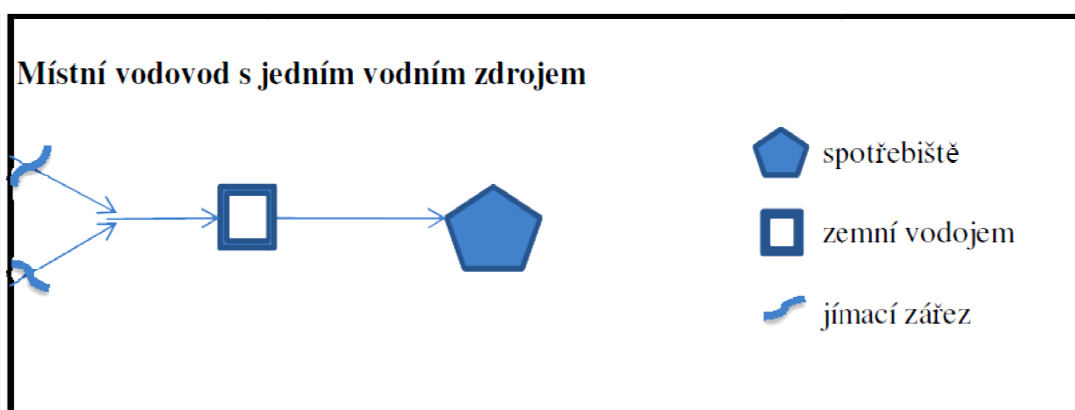 Místní vodovod s jedním vodním zdrojem
spotřebiště
zemní vodojem
jímací zářez